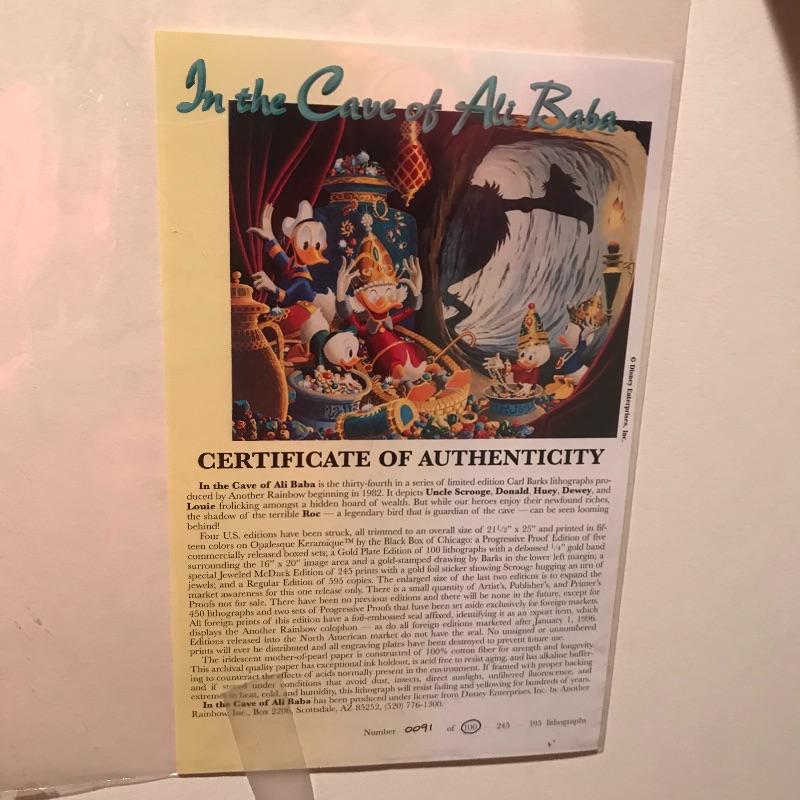 In the Cave of Ali Baba
© Disney Enterprises, Inc.
CERTIFICATE OF AUTHENTICITY
In the Cave of Ali Baba is the thirty-fourth in a series of limited edition Carl Barks lithographs pro-
duced by Another Rainbow beginning in 1982. It depicts Uncle Scrooge, Donald, Huey, Dewey, and
Louie frolicking amongst a hidden hoard of wealth. But while our heroes enjoy their newfound riches,
the shadow of the terrible Roc — a legendary bird that is guardian of the cave — can be seen looming
behind!
Four U.S. editions have been struck, all trimmed to an overall size of 21 1/2" x 25" and printed in fif-
teen colors on Opalesque Keramique™ by the Black Box of Chicago: a Progressive Proof Edition of five
commercially released boxed sets; a Gold Plate Edition of 100 lithographs with a debossed 1/4" gold band
surrounding the 16" x 20" image area and a gold-stamped drawing by Barks in the lower left margin; a
special Jeweled McDuck Edition of 245 prints with a gold foil sticker showing Scrooge hugging an urn of
jewels; and a Regular Edition of 595 copies. The enlarged size of the last two editions is to expand the
market awareness for this one release only. There is a small quantity of Artist's, Publisher's, and Printer's
Proofs not for sale. There have been no previous editions and there will be none in the future, except for
450 lithographs and two sets of Progressive Proofs that have been set aside exclusively for foreign markets.
All foreign prints of this edition have a foil-embossed seal affixed, identifying it as an export item, which
displays the Another Rainbow colophon — as do all foreign editions marketed after January 1, 1996.
Editions released into the North American market do not have the seal. No unsigned or unnumbered
prints will ever be distributed and all engraving plates have been destroyed to prevent future use.
The iridescent mother-of-pearl paper is constructed of 100% cotton fiber for strength and longevity.
This archival quality paper has exceptional ink holdout, is acid free to resist aging, and has alkaline buffer-
ing to counteract the effects of acids normally present in the environment. If framed with proper backing
and if stored under conditions that avoid dust, insects, direct sunlight, unfiltered fluorescence, and
extremes in heat, cold, and humidity, this lithograph will resist fading and yellowing for hundreds of years.
In the Cave of Ali Baba has been produced under license from Disney Enterprises, Inc. by Another
Rainbow, Inc., Box 2206, Scottsdale, AZ 85252, (520) 776-1300.
Number 0091 of 100 - 245 - 595 lithographs